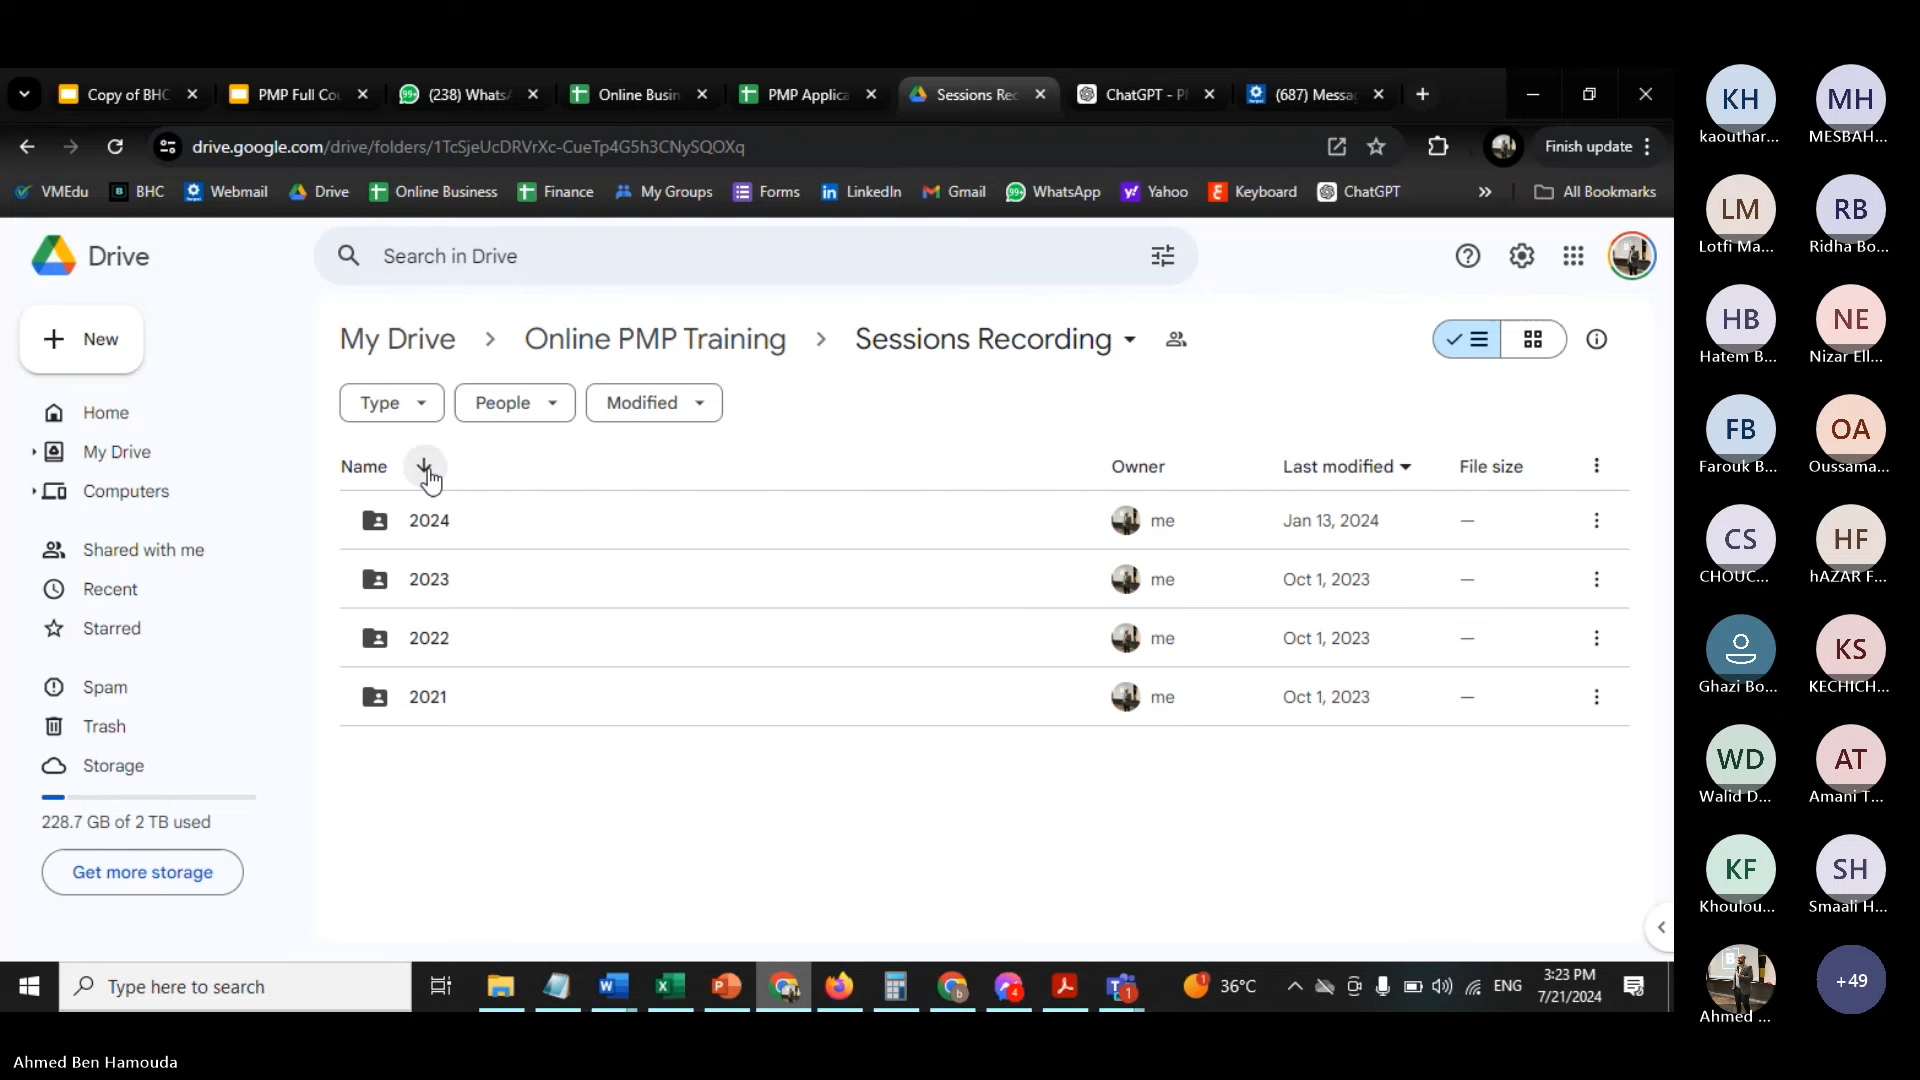 Copy of BHC
PMP Full Co
(238) Whats
Online Busin
PMP Applica
Sessions Rec
ChatGPT - P
(687) Messa
drive.google.com/drive/folders/1TcSjeUcDRVrXc-CueTp4G5h3CNySQOXq
Finish update
VMEdu
BHC
Webmail
Drive
Online Business
Finance
My Groups
Forms
LinkedIn
Gmail
WhatsApp
Yahoo
Keyboard
ChatGPT
All Bookmarks
Drive
Search in Drive
New
Home
My Drive
Computers
Shared with me
Recent
Starred
Spam
Trash
Storage
228.7 GB of 2 TB used
Get more storage
My Drive > Online PMP Training > Sessions Recording
Type
People
Modified
Name
Owner
Last modified
File size
2024 me Jan 13, 2024 —
2023 me Oct 1, 2023 —
2022 me Oct 1, 2023 —
2021 me Oct 1, 2023 —
Type here to search
36°C
ENG
3:23 PM
7/21/2024
KH
kaouthar...
MH
MESBAH...
LM
Lotfi Ma...
RB
Ridha Bo...
HB
Hatem B...
NE
Nizar Ell...
FB
Farouk B...
OA
Oussama...
CS
CHOUC...
HF
hAZAR F...
Ghazi Bo...
KS
KECHICH...
WD
Walid D...
AT
Amani T...
KF
Khoulou...
SH
Smaali H...
Ahmed ...
+49
Ahmed Ben Hamouda